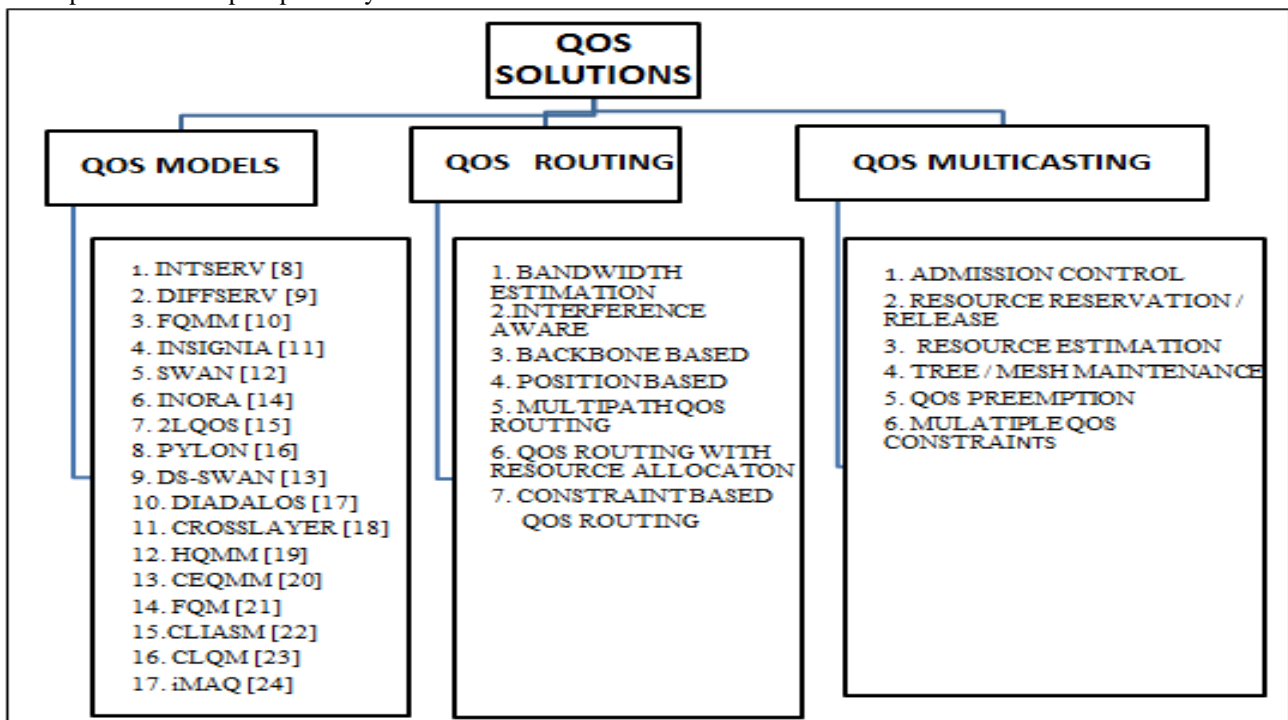 QOS
SOLUTIONS
QOS MODELS
QOS ROUTING
QOS MULTICASTING
1. INTSERV [8]
2. DIFFSERV [9]
3. FQMM [10]
4. INSIGNIA [11]
5. SWAN [12]
6. INORA [14]
7. 2LQOS [15]
8. PYLON [16]
9. DS-SWAN [13]
10. DIADALOS [17]
11. CROSSLAYER [18]
12. HQMM [19]
13. CEQMM [20]
14. FQM [21]
15.CLIASM [22]
16. CLQM [23]
17. iMAQ [24]
1. BANDWIDTH
ESTIMATION
2.INTERFERENCE
AWARE
3. BACKBONE BASED
4. POSITION BASED
5. MULTIPATH QOS
ROUTING
6. QOS ROUTING WITH
RESOURCE ALLOCATON
7. CONSTRAINT BASED
QOS ROUTING
1. ADMISSION CONTROL
2. RESOURCE RESERVATION /
RELEASE
3. RESOURCE ESTIMATION
4. TREE / MESH MAINTENANCE
5. QOS PREEMPTION
6. MULATIPLE QOS
CONSTRAINTS